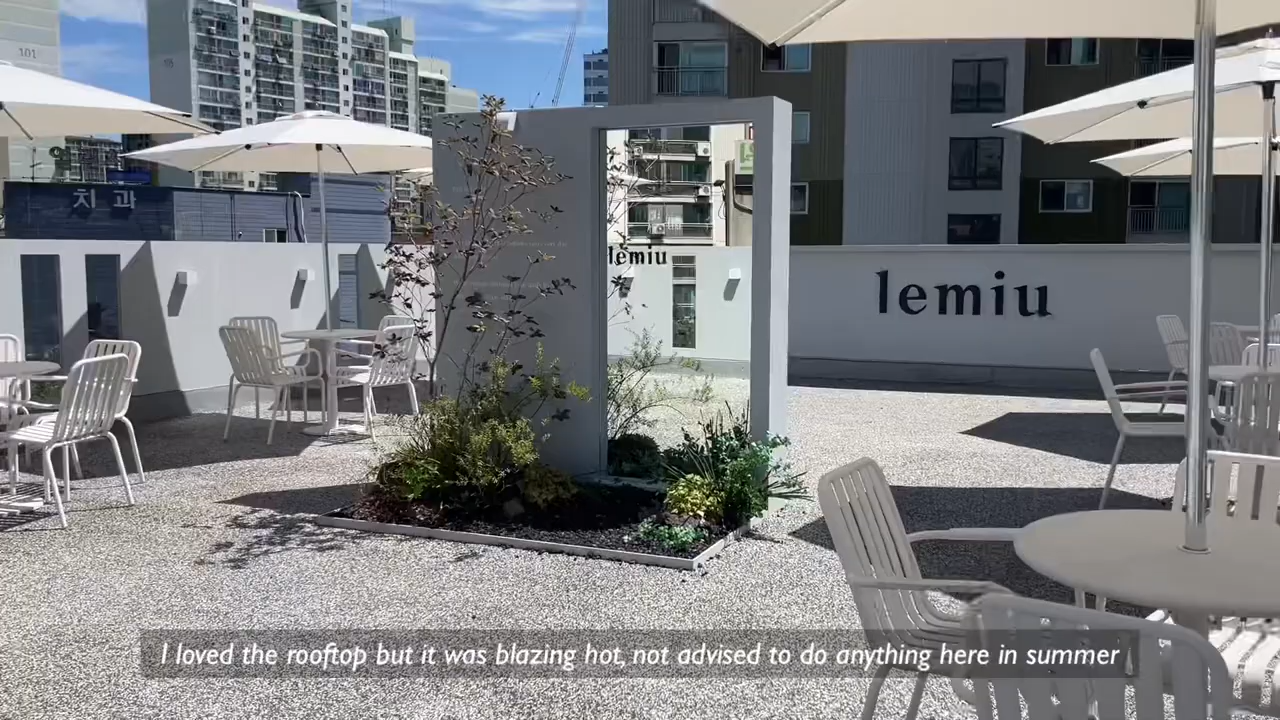 101
치과
lemiu
lemiu
I loved the rooftop but it was blazing hot, not advised to do anything here in summer